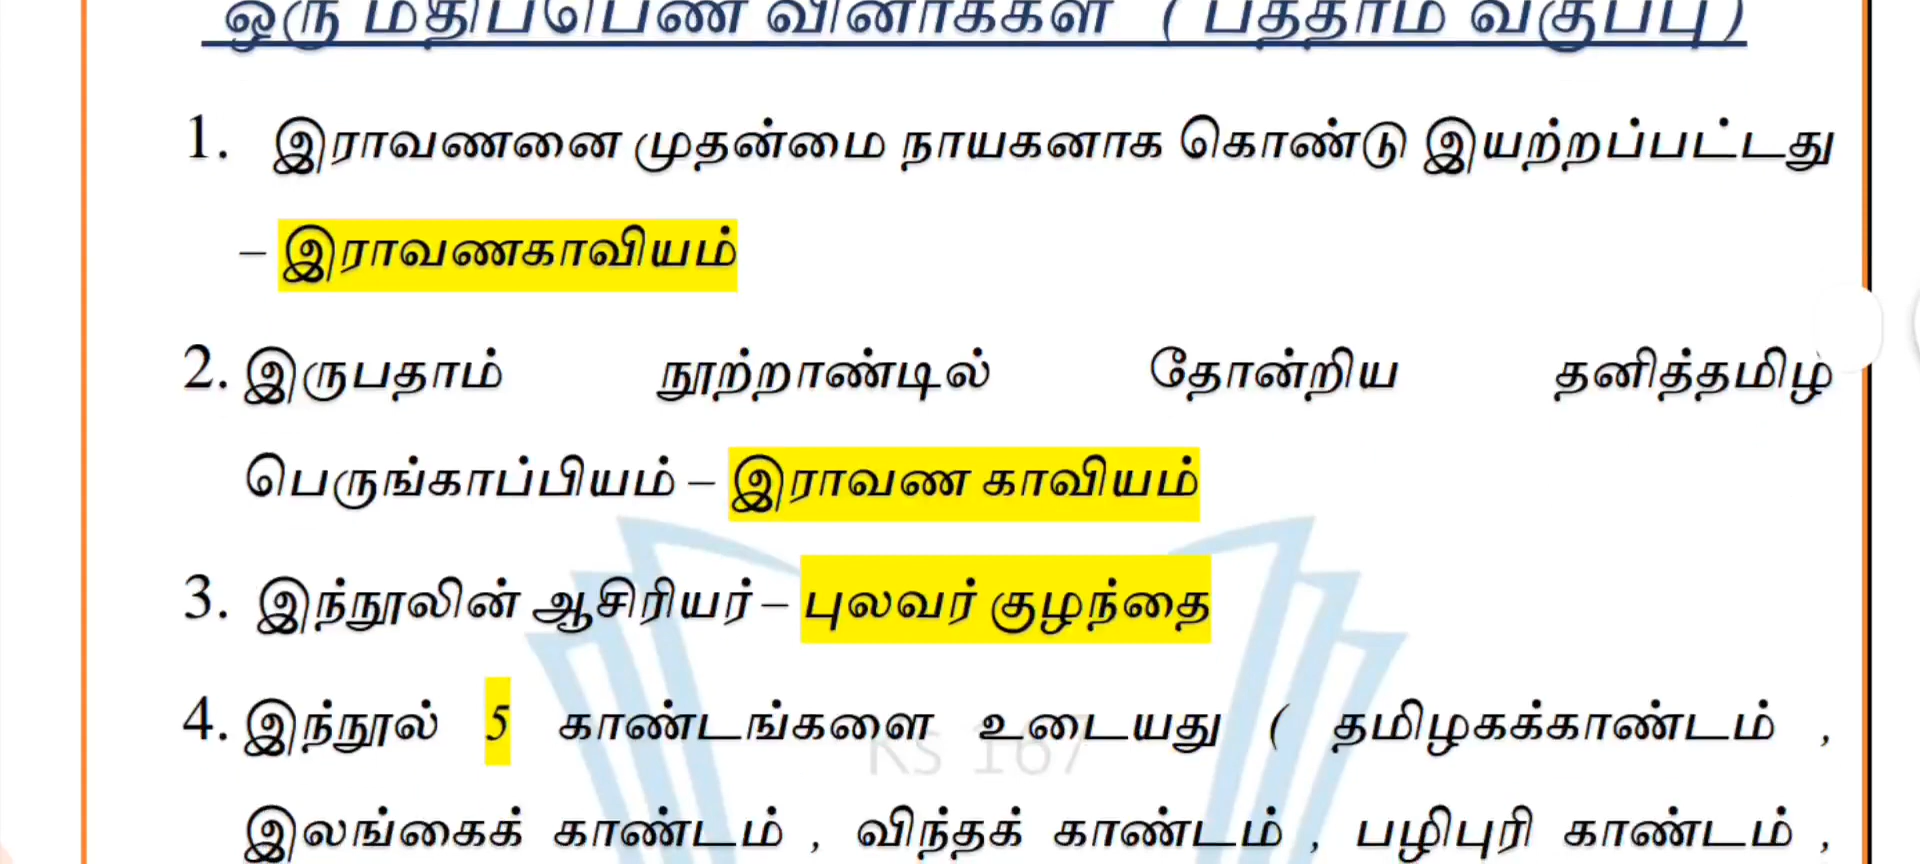 ஒரு மதிப்பெண் வினாக்கள் ( பத்தாம் வகுப்பு )
1. இராவணனை முதன்மை நாயகனாக கொண்டு இயற்றப்பட்டது
– இராவணகாவியம்
2. இருபதாம் நூற்றாண்டில் தோன்றிய தனித்தமிழ்
பெருங்காப்பியம் – இராவண காவியம்
3. இந்நூலின் ஆசிரியர் – புலவர் குழந்தை
4. இந்நூல் 5 காண்டங்களை உடையது ( தமிழகக்காண்டம் ,
இலங்கைக் காண்டம் , விந்தக் காண்டம் , பழிபுரி காண்டம் ,
KS 167